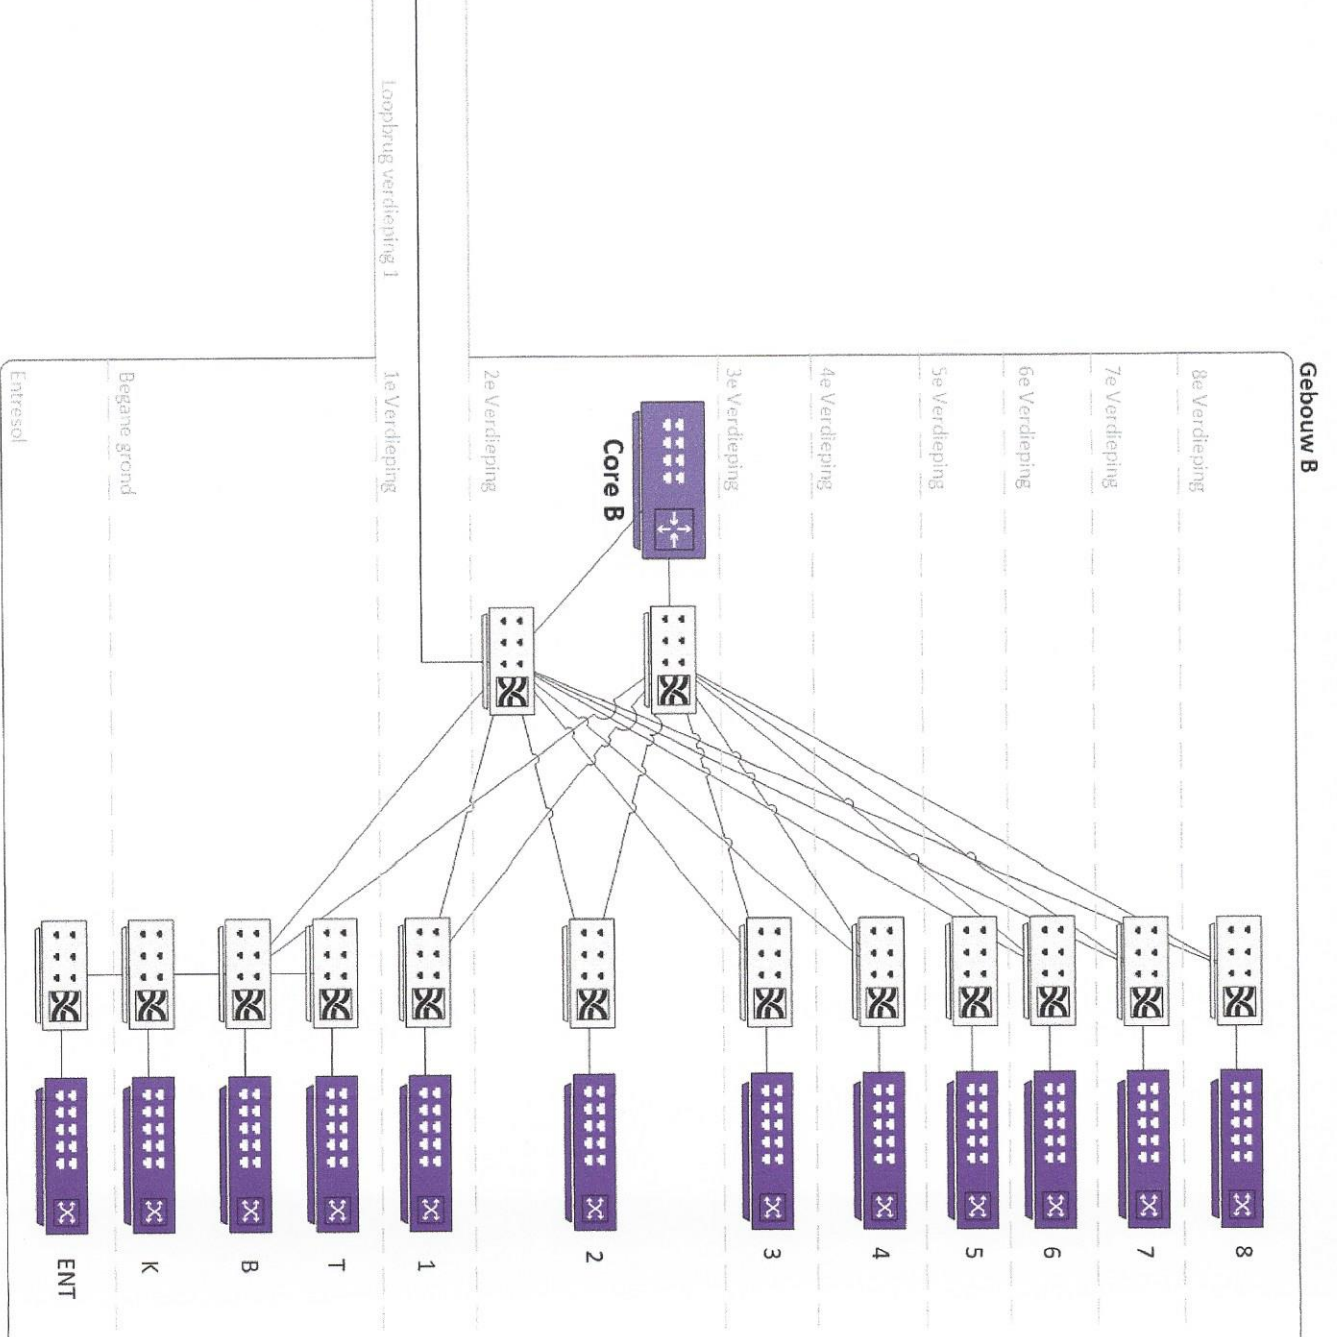 Gebouw B
8e Verdieping
7e Verdieping
6e Verdieping
5e Verdieping
4e Verdieping
3e Verdieping
2e Verdieping
1e Verdieping
Begane grond
Entresol
Loopbrug verdieping 1
Core B
8
7
6
5
4
3
2
1
T
B
K
ENT